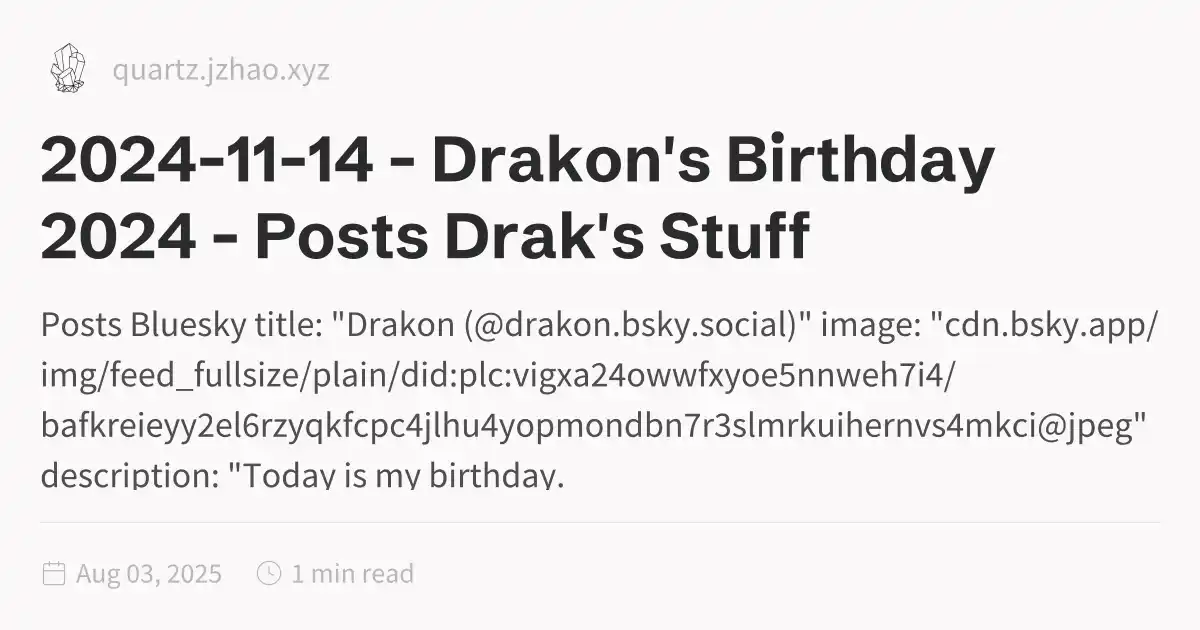 quartz.jzhao.xyz
2024-11-14 - Drakon's Birthday
2024 - Posts Drak's Stuff
Posts Bluesky title: "Drakon (@drakon.bsky.social)" image: "cdn.bsky.app/
img/feed_fullsize/plain/did:plc:vigxa24owwfxyoe5nnweh7i4/
bafkreieyy2el6rzyqkfcpc4jlhu4yopmondbn7r3slmrkuihernvs4mkci@jpeg"
description: "Today is my birthday.
Aug 03, 2025 1 min read